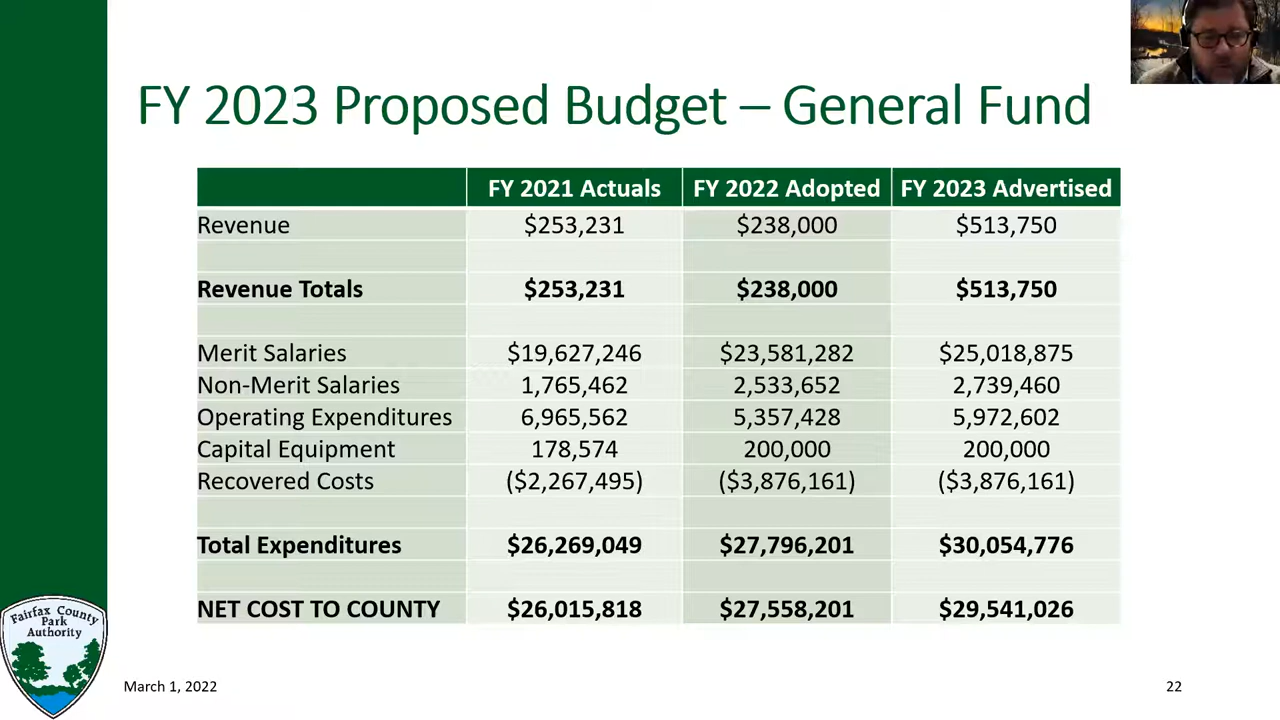 FY 2023 Proposed Budget – General Fund
FY 2021 Actuals FY 2022 Adopted FY 2023 Advertised
Revenue $253,231 $238,000 $513,750
Revenue Totals $253,231 $238,000 $513,750
Merit Salaries $19,627,246 $23,581,282 $25,018,875
Non-Merit Salaries 1,765,462 2,533,652 2,739,460
Operating Expenditures 6,965,562 5,357,428 5,972,602
Capital Equipment 178,574 200,000 200,000
Recovered Costs ($2,267,495) ($3,876,161) ($3,876,161)
Total Expenditures $26,269,049 $27,796,201 $30,054,776
NET COST TO COUNTY $26,015,818 $27,558,201 $29,541,026
Fairfax County
Park
Authority
March 1, 2022 22